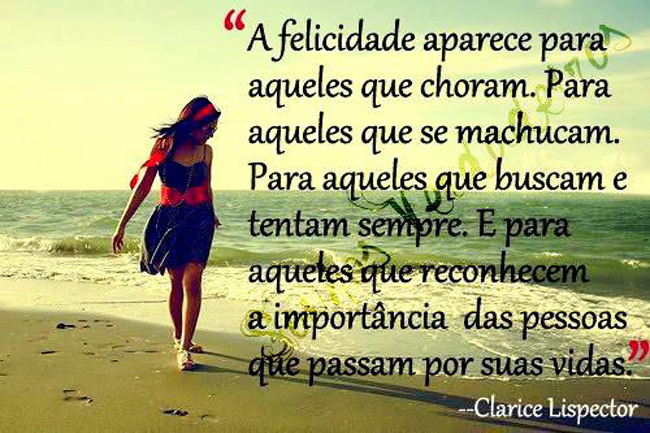 “A felicidade aparece para
aqueles que choram. Para
aqueles que se machucam.
Para aqueles que buscam e
tentam sempre. E para
aqueles que reconhecem
a importância das pessoas
que passam por suas vidas.”
--Clarice Lispector